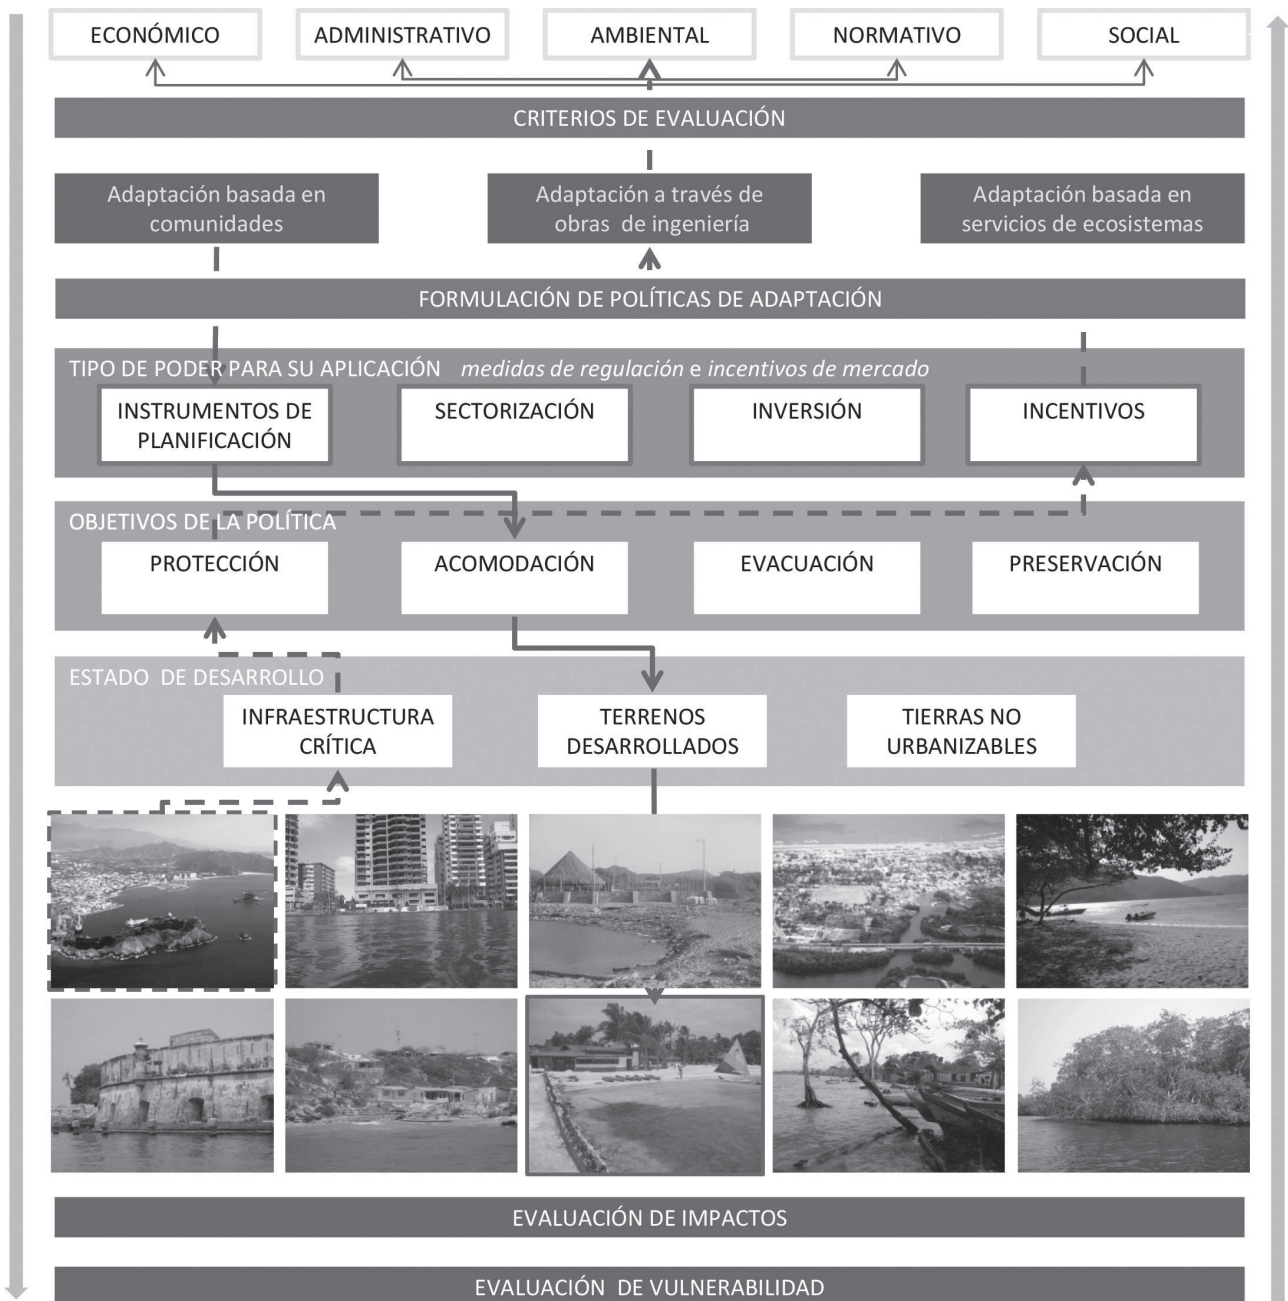 ECONÓMICO
ADMINISTRATIVO
AMBIENTAL
NORMATIVO
SOCIAL
CRITERIOS DE EVALUACIÓN
Adaptación basada en
comunidades
Adaptación a través de
obras de ingeniería
Adaptación basada en
servicios de ecosistemas
FORMULACIÓN DE POLÍTICAS DE ADAPTACIÓN
TIPO DE PODER PARA SU APLICACIÓN medidas de regulación e incentivos de mercado
INSTRUMENTOS DE
PLANIFICACIÓN
SECTORIZACIÓN
INVERSIÓN
INCENTIVOS
OBJETIVOS DE LA POLÍTICA
PROTECCIÓN
ACOMODACIÓN
EVACUACIÓN
PRESERVACIÓN
ESTADO DE DESARROLLO
INFRAESTRUCTURA
CRÍTICA
TERRENOS
DESARROLLADOS
TIERRAS NO
URBANIZABLES
EVALUACIÓN DE IMPACTOS
EVALUACIÓN DE VULNERABILIDAD